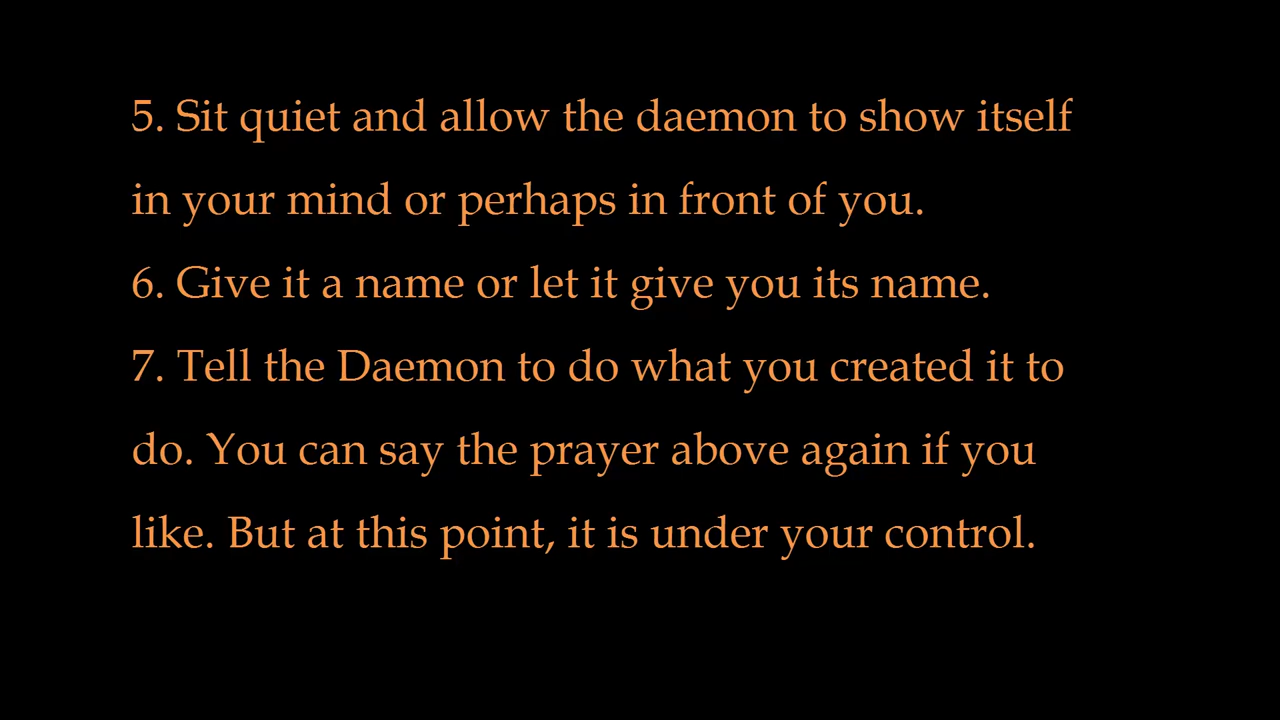 5. Sit quiet and allow the daemon to show itself
in your mind or perhaps in front of you.
6. Give it a name or let it give you its name.
7. Tell the Daemon to do what you created it to
do. You can say the prayer above again if you
like. But at this point, it is under your control.